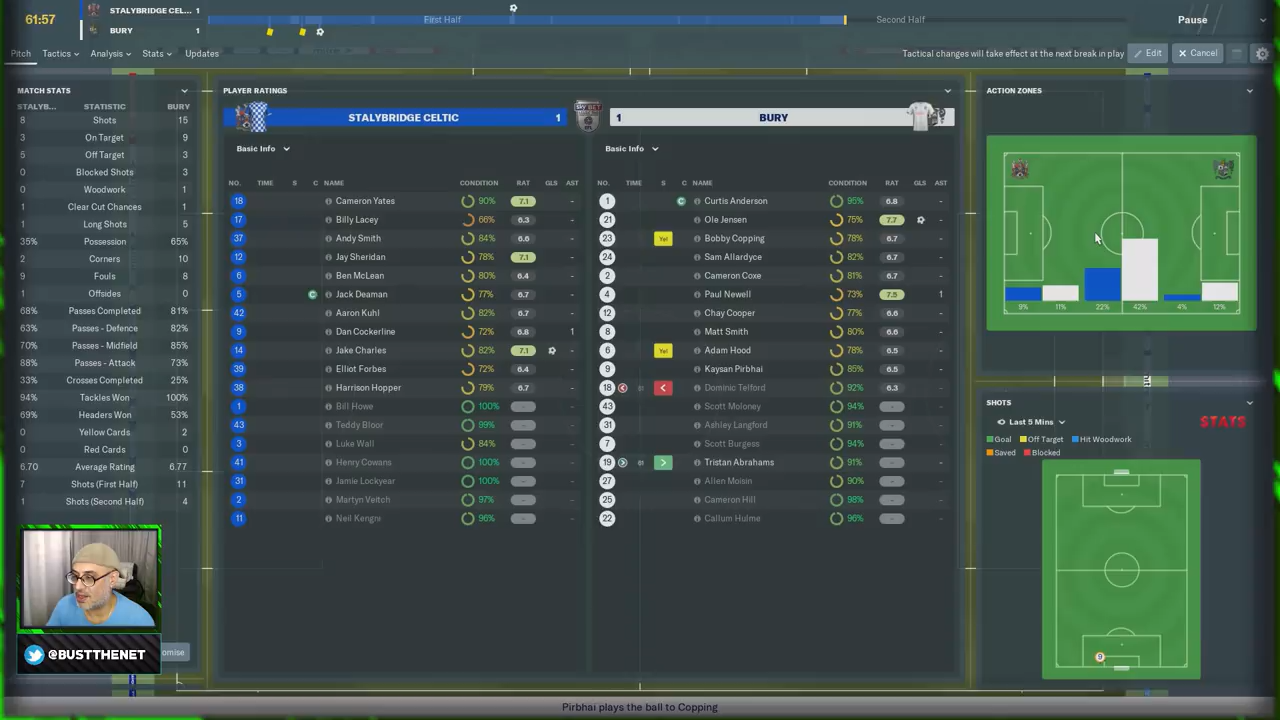 61:57
STALYBRIDGE CEL... 1
BURY 1
First Half
Second Half
Pause
Pitch Tactics Analysis Stats Updates
Tactical changes will take effect at the next break in play Edit Cancel
MATCH STATS
STALYB... STATISTIC BURY
8 Shots 15
3 On Target 9
5 Off Target 3
0 Blocked Shots 3
0 Woodwork 1
1 Clear Cut Chances 1
1 Long Shots 5
35% Possession 65%
2 Corners 10
9 Fouls 8
1 Offsides 0
68% Passes Completed 81%
63% Passes - Defence 82%
70% Passes - Midfield 85%
88% Passes - Attack 73%
33% Crosses Completed 25%
94% Tackles Won 100%
69% Headers Won 53%
0 Yellow Cards 2
0 Red Cards 0
6.70 Average Rating 6.77
7 Shots (First Half) 11
1 Shots (Second Half) 4
omise
@BUSTTHENET
PLAYER RATINGS
STALYBRIDGE CELTIC 1
sky BET
EFL
1 BURY
Basic Info
NO. TIME S C NAME CONDITION RAT GLS AST
18 Cameron Yates 90% 7.1 -
17 Billy Lacey 66% 6.3 -
37 Andy Smith 84% 6.6 -
12 Jay Sheridan 78% 7.1 -
6 Ben McLean 80% 6.4 -
5 C Jack Deaman 77% 6.7 -
42 Aaron Kuhl 82% 6.7 -
9 Dan Cockerline 72% 6.8 1
14 Jake Charles 82% 7.1 -
39 Elliot Forbes 72% 6.4 -
38 Harrison Hopper 79% 6.7 -
1 Bill Howe 100% - -
43 Teddy Bloor 99% - -
3 Luke Wall 84% - -
41 Henry Cowans 100% - -
31 Jamie Lockyear 100% - -
2 Martyn Veitch 97% - -
11 Neil Kengni 96% - -
Basic Info
NO. TIME S C NAME CONDITION RAT GLS AST
1 C Curtis Anderson 95% 6.8 -
21 Ole Jensen 75% 7.7 -
23 Yel Bobby Copping 78% 6.7 -
24 Sam Allardyce 82% 6.7 -
2 Cameron Coxe 81% 6.7 -
4 Paul Newell 73% 7.5 1
12 Chay Cooper 77% 6.6 -
8 Matt Smith 80% 6.6 -
6 Yel Adam Hood 78% 6.5 -
9 Kaysan Pirbhai 85% 6.5 -
18 Dominic Telford 92% 6.3 -
43 Scott Moloney 94% - -
31 Ashley Langford 91% - -
7 Scott Burgess 94% - -
19 61 Tristan Abrahams 91% - -
27 Allen Moisin 90% - -
25 Cameron Hill 98% - -
22 Callum Hulme 96% - -
ACTION ZONES
9% 11% 22% 42% 4% 12%
SHOTS
Last 5 Mins
STATS
Goal Off Target Hit Woodwork
Saved Blocked
9
Pirbhai plays the ball to Copping